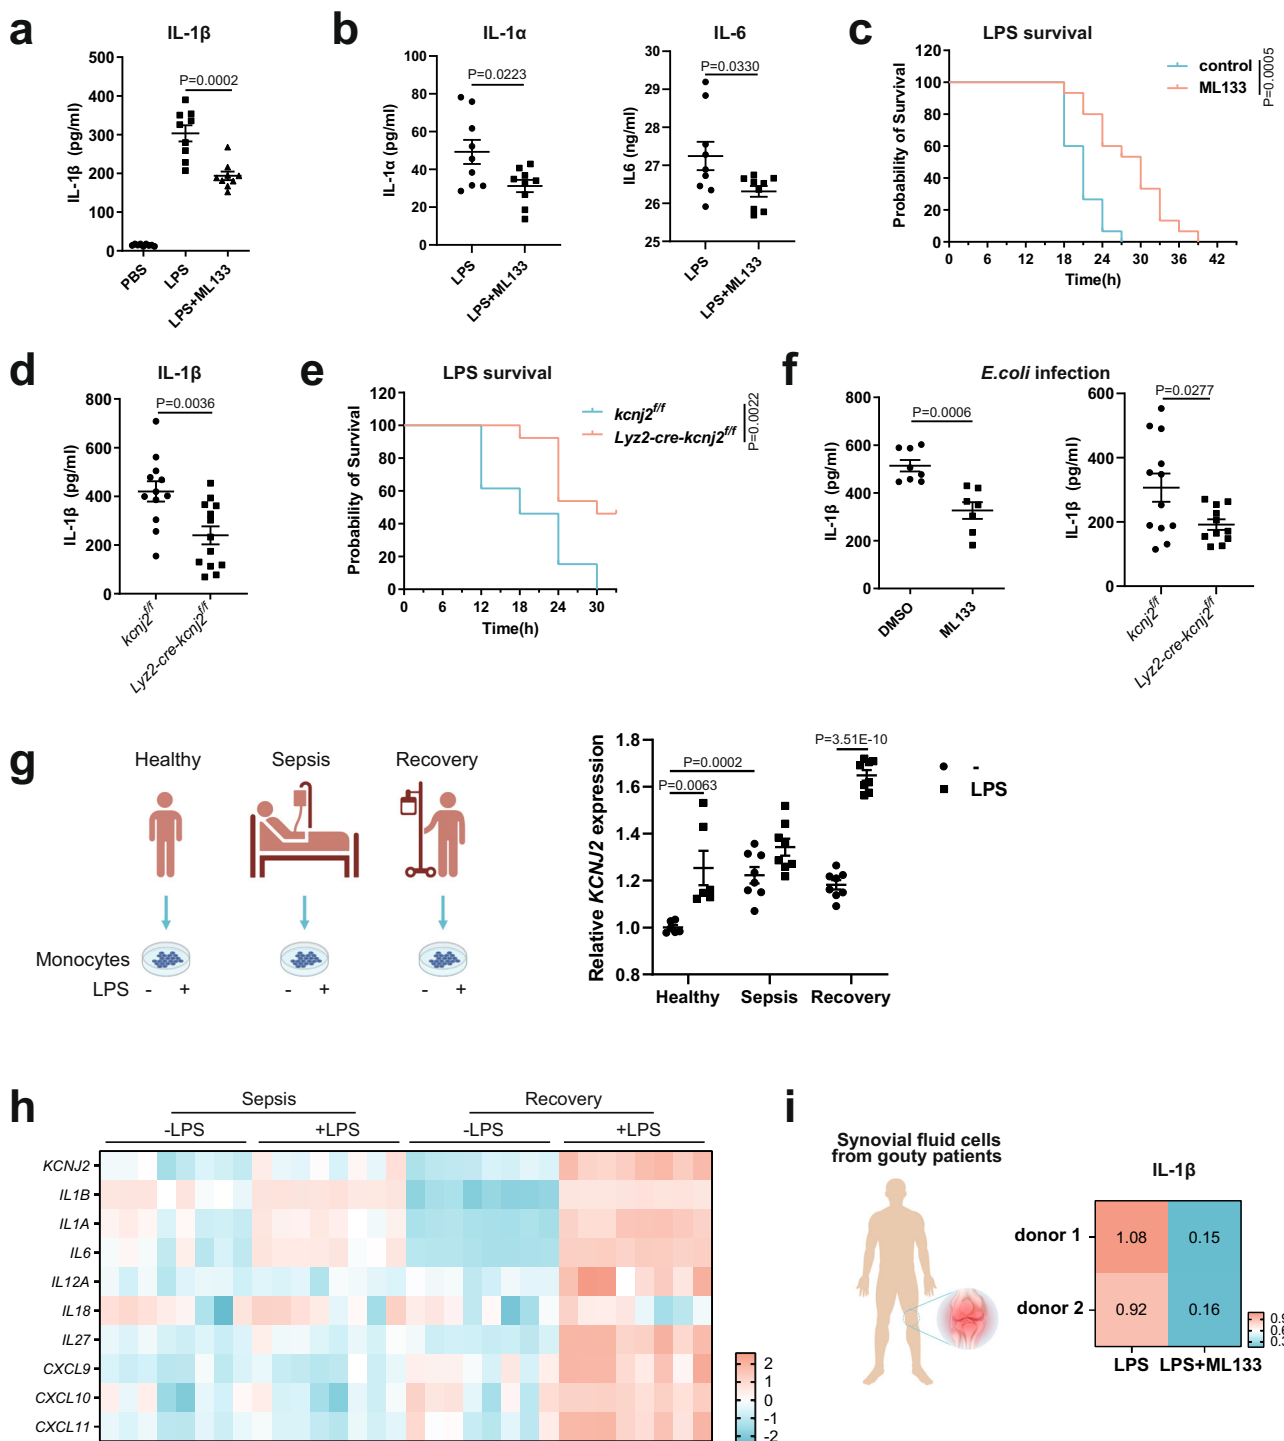 a
IL-1β
IL-1β (pg/ml)
500
400
300
200
100
0
P=0.0002
PBS
LPS
LPS+ML133
b
IL-1α
IL-1α (pg/ml)
100
80
60
40
20
0
P=0.0223
LPS
LPS+ML133
IL-6
IL6 (ng/ml)
30
29
28
27
26
25
P=0.0330
LPS
LPS+ML133
c
LPS survival
Probability of Survival
120
100
80
60
40
20
0
0 6 12 18 24 30 36 42
Time(h)
control
ML133
P=0.0005
d
IL-1β
IL-1β (pg/ml)
800
600
400
200
0
P=0.0036
kcnj2f/f
Lyz2-cre-kcnj2f/f
e
LPS survival
Probability of Survival
120
100
80
60
40
20
0
0 6 12 18 24 30
Time(h)
kcnj2f/f
Lyz2-cre-kcnj2f/f
P=0.0022
f
E.coli infection
IL-1β (pg/ml)
800
600
400
200
0
P=0.0006
DMSO
ML133
IL-1β (pg/ml)
600
400
200
0
P=0.0277
kcnj2f/f
Lyz2-cre-kcnj2f/f
g
Healthy Sepsis Recovery
Monocytes
LPS - + - + - +
Relative KCNJ2 expression
1.8
1.6
1.4
1.2
1.0
0.8
P=0.0063
P=0.0002
P=3.51E-10
Healthy Sepsis Recovery
-
LPS
h
Sepsis Recovery
-LPS +LPS -LPS +LPS
KCNJ2
IL1B
IL1A
IL6
IL12A
IL18
IL27
CXCL9
CXCL10
CXCL11
2
1
0
-1
-2
i
Synovial fluid cells
from gouty patients
IL-1β
donor 1 1.08 0.15
donor 2 0.92 0.16
LPS LPS+ML133